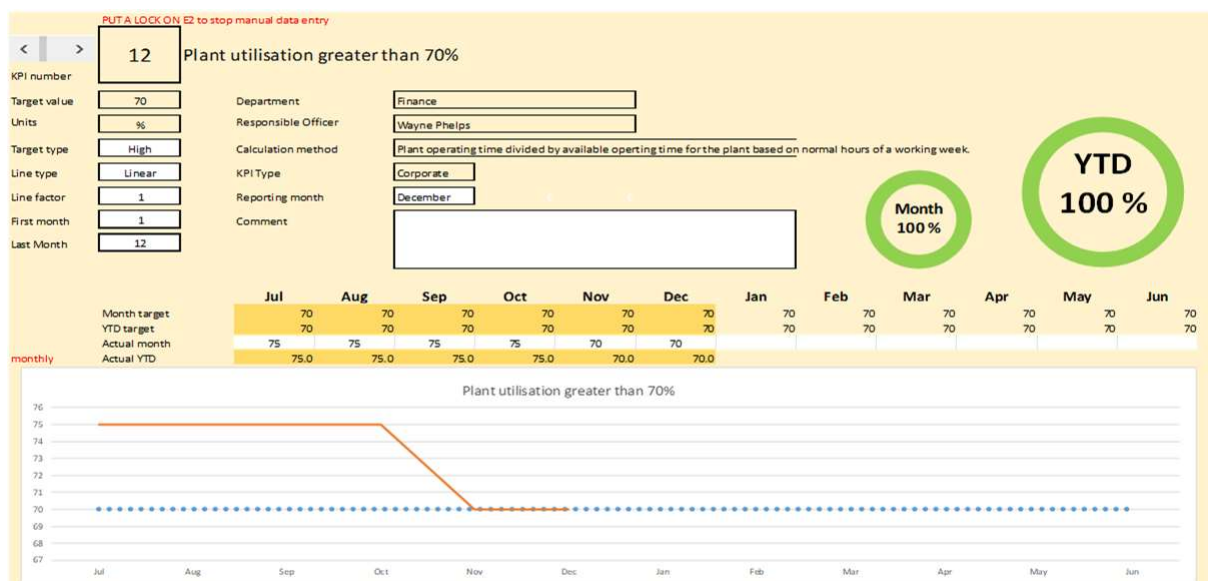 PUT A LOCK ON E2 to stop manual data entry
< >
12 Plant utilisation greater than 70%
KPI number
Target value 70 Department Finance
Units % Responsible Officer Wayne Phelps
Target type High Calculation method Plant operating time divided by available operting time for the plant based on normal hours of a working week.
Line type Linear KPI Type Corporate
Line factor 1 Reporting month December
First month 1 Comment
Last Month 12
Month
100 %
YTD
100 %
Jul Aug Sep Oct Nov Dec Jan Feb Mar Apr May Jun
Month target 70 70 70 70 70 70 70 70 70 70 70 70
YTD target 70 70 70 70 70 70 70 70 70 70 70 70
Actual month 75 75 75 75 70 70
monthly Actual YTD 75.0 75.0 75.0 75.0 70.0 70.0
Plant utilisation greater than 70%
76
75
74
73
72
71
70
69
68
67
Jul Aug Sep Oct Nov Dec Jan Feb Mar Apr May Jun